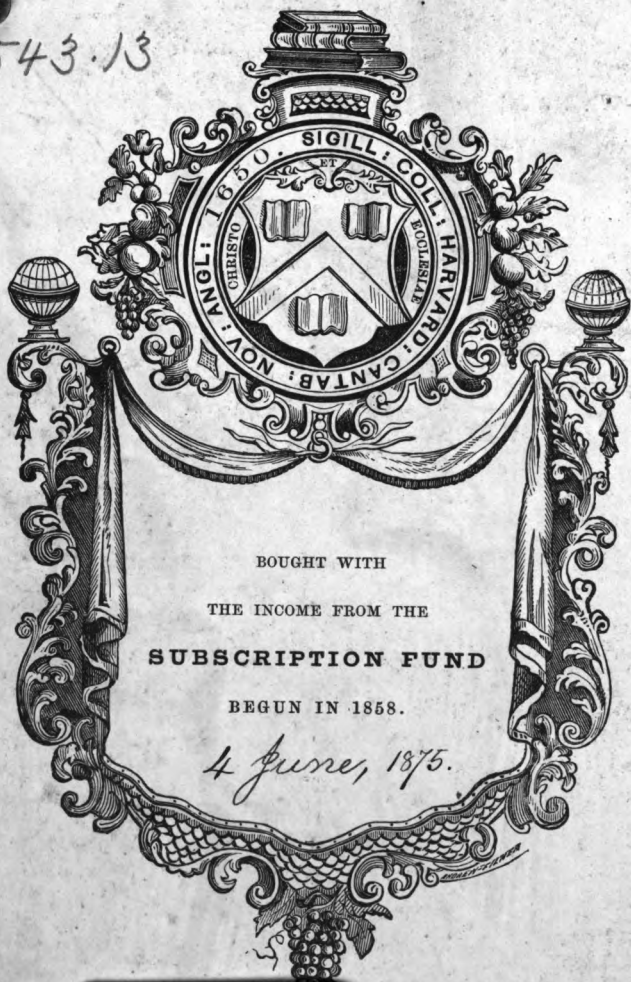 543.13
SIGILL: COLL: HARVARD: CANTAB: NOV: ANGL: 1650.
CHRISTO
ET
ECCLESIAE
BOUGHT WITH
THE INCOME FROM THE
SUBSCRIPTION FUND
BEGUN IN 1858.
4 June, 1875.